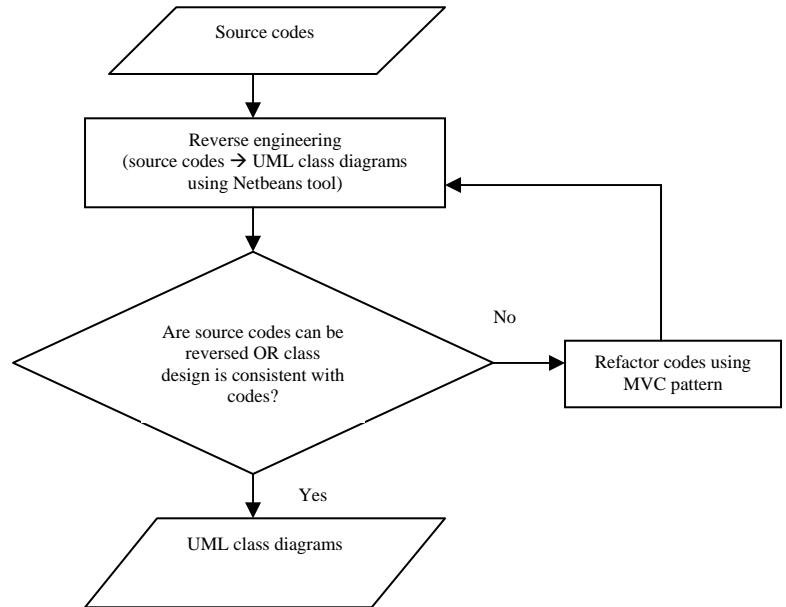 Source codes
Reverse engineering
(source codes → UML class diagrams
using Netbeans tool)
Are source codes can be
reversed OR class
design is consistent with
codes?
No
Refactor codes using
MVC pattern
Yes
UML class diagrams